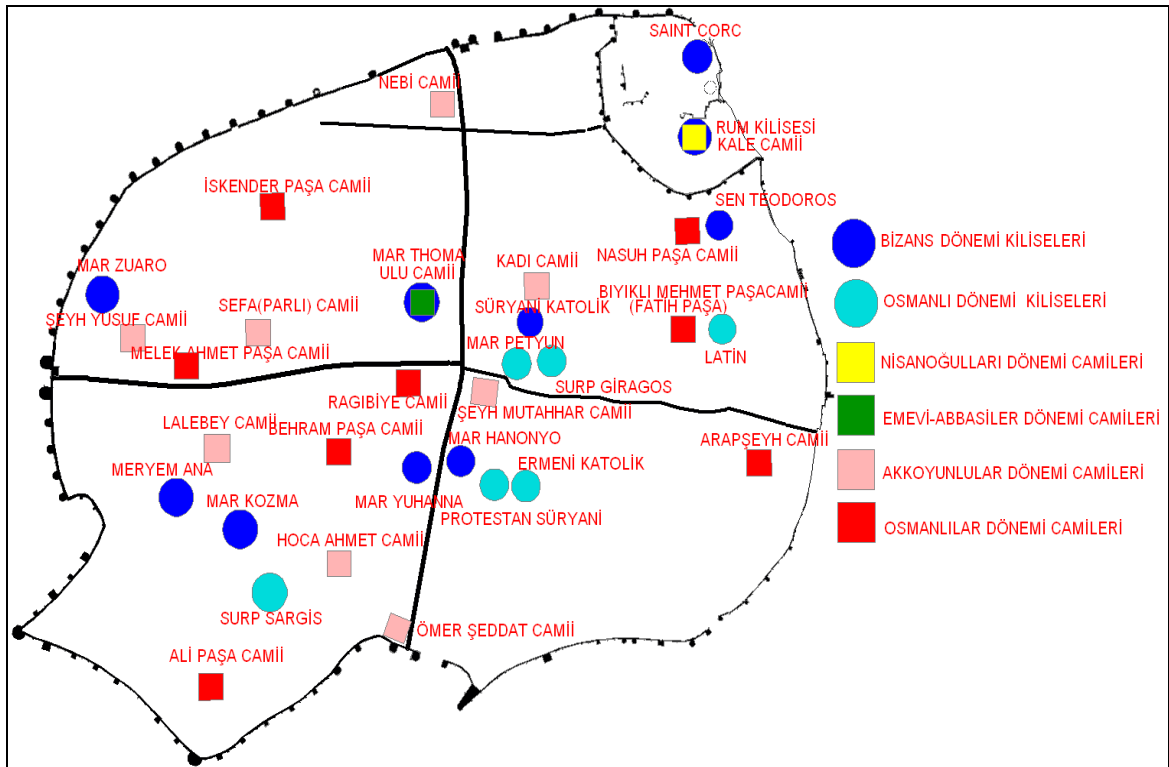 SAINT CORC
NEBİ CAMİİ
RUM KİLİSESİ
KALE CAMİİ
İSKENDER PAŞA CAMİİ
SEN TEODOROS
MAR ZUARO
MAR THOMA
ULU CAMİİ
KADI CAMİİ
NASUH PAŞA CAMİİ
ŞEYH YUSUF CAMİİ
SEFA(PARLI) CAMİİ
SÜRYANİ KATOLİK
BIYIKLI MEHMET PAŞACAMİİ
(FATİH PAŞA)
MELEK AHMET PAŞA CAMİİ
MAR PETYUN
LATİN
SURP GİRAGOS
RAGIBİYE CAMİİ
ŞEYH MUTAHHAR CAMİİ
LALEBEY CAMİİ
BEHRAM PAŞA CAMİİ
MAR HANONYO
ARAPŞEYH CAMİİ
MERYEM ANA
ERMENİ KATOLİK
MAR KOZMA
MAR YUHANNA
PROTESTAN SÜRYANİ
HOCA AHMET CAMİİ
SURP SARGİS
ÖMER ŞEDDAT CAMİİ
ALİ PAŞA CAMİİ
BİZANS DÖNEMİ KİLİSELERİ
OSMANLI DÖNEMİ KİLİSELERİ
NİSANOĞULLARI DÖNEMİ CAMİLERİ
EMEVİ-ABBASİLER DÖNEMİ CAMİLERİ
AKKOYUNLULAR DÖNEMİ CAMİLERİ
OSMANLILAR DÖNEMİ CAMİLERİ